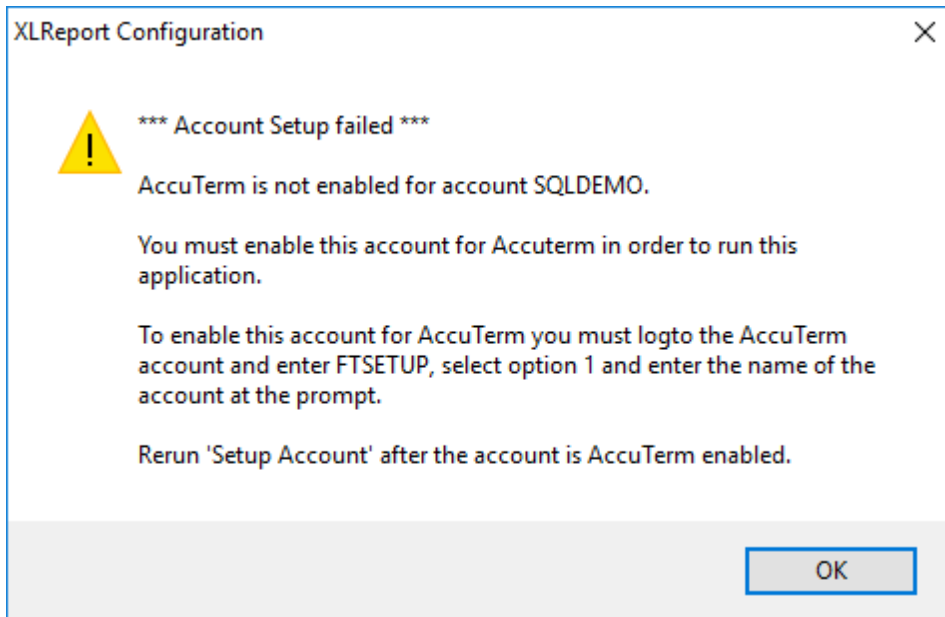 XLReport Configuration
*** Account Setup failed ***
AccuTerm is not enabled for account SQLDEMO.
You must enable this account for Accuterm in order to run this
application.
To enable this account for AccuTerm you must logto the AccuTerm
account and enter FTSETUP, select option 1 and enter the name of the
account at the prompt.
Rerun 'Setup Account' after the account is AccuTerm enabled.
OK